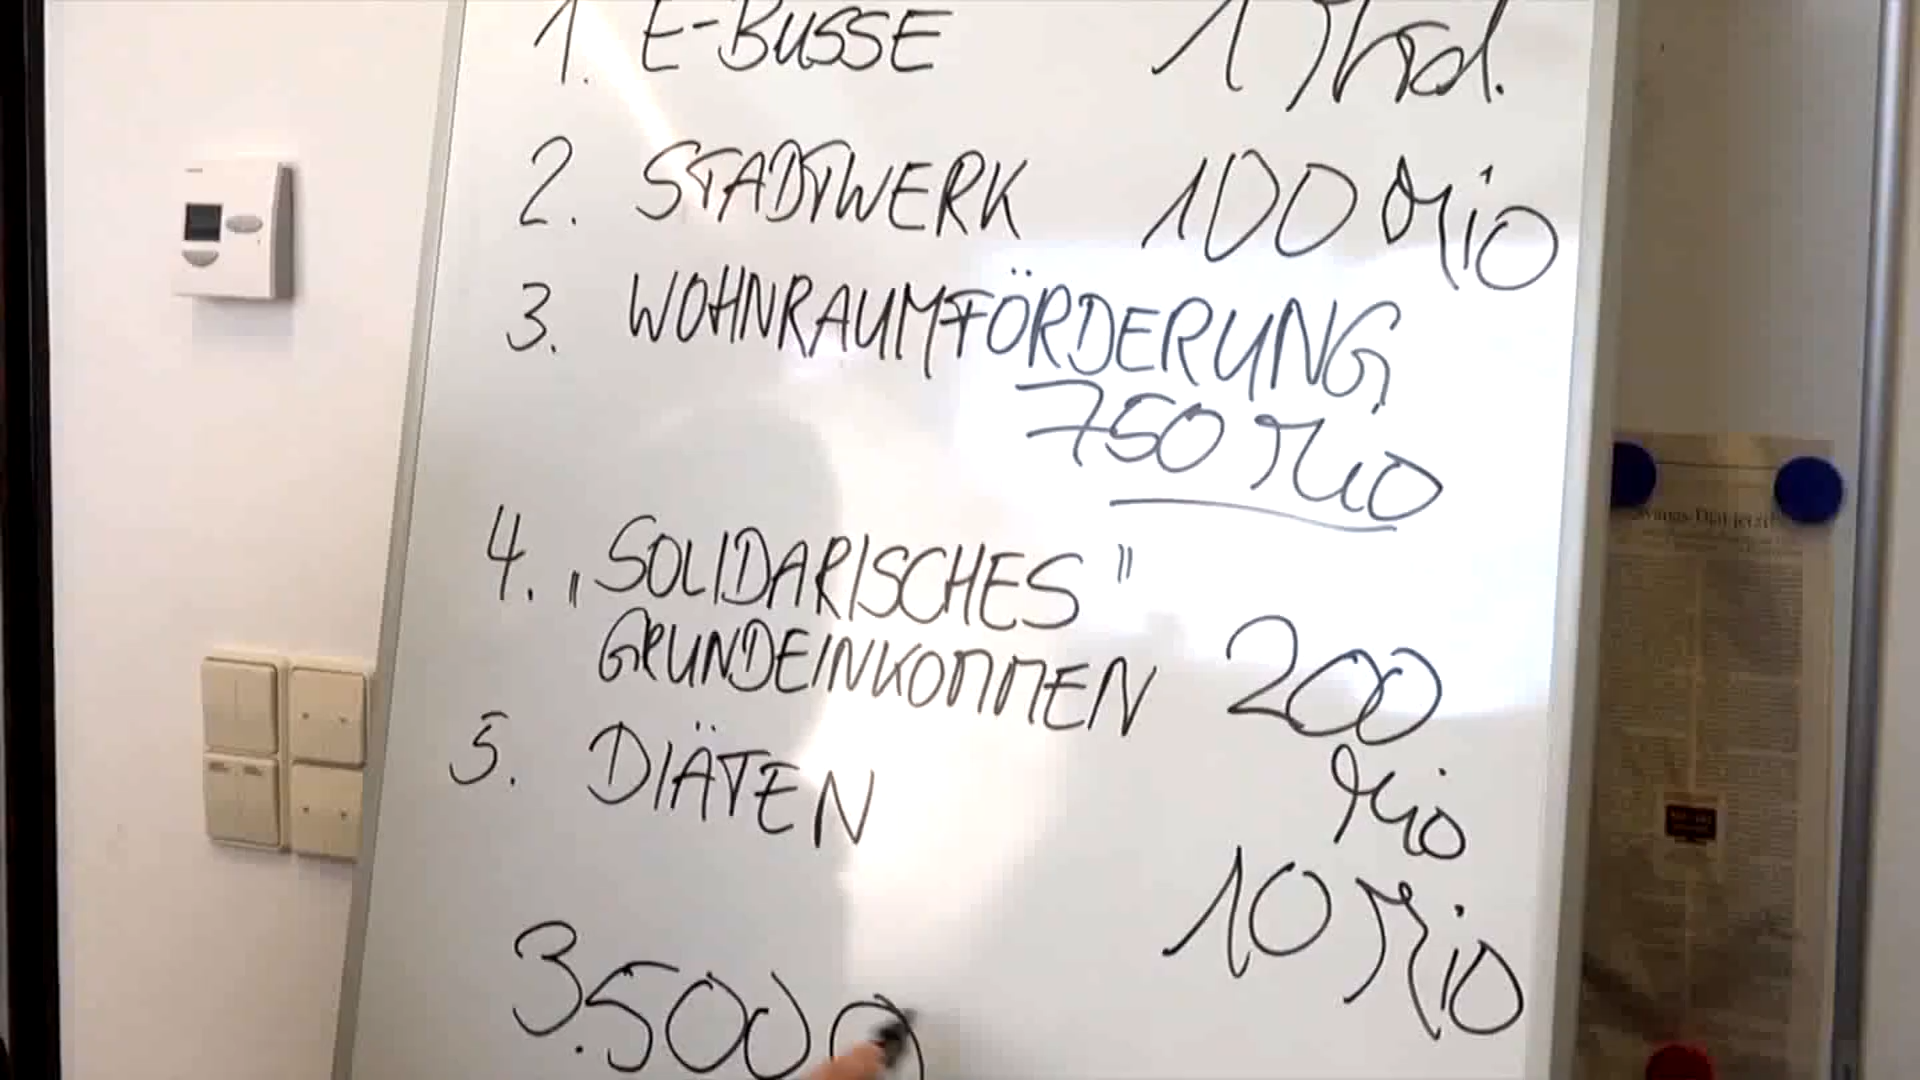 1. E-BUSSE 1 Mrd.
2. STADTWERK 100 Mio
3. WOHNRAUMFÖRDERUNG
750 Mio
4. „SOLIDARISCHES"
GRUNDEINKOMMEN 200
Mio
5. DIÄTEN
10 Mio
3.5000